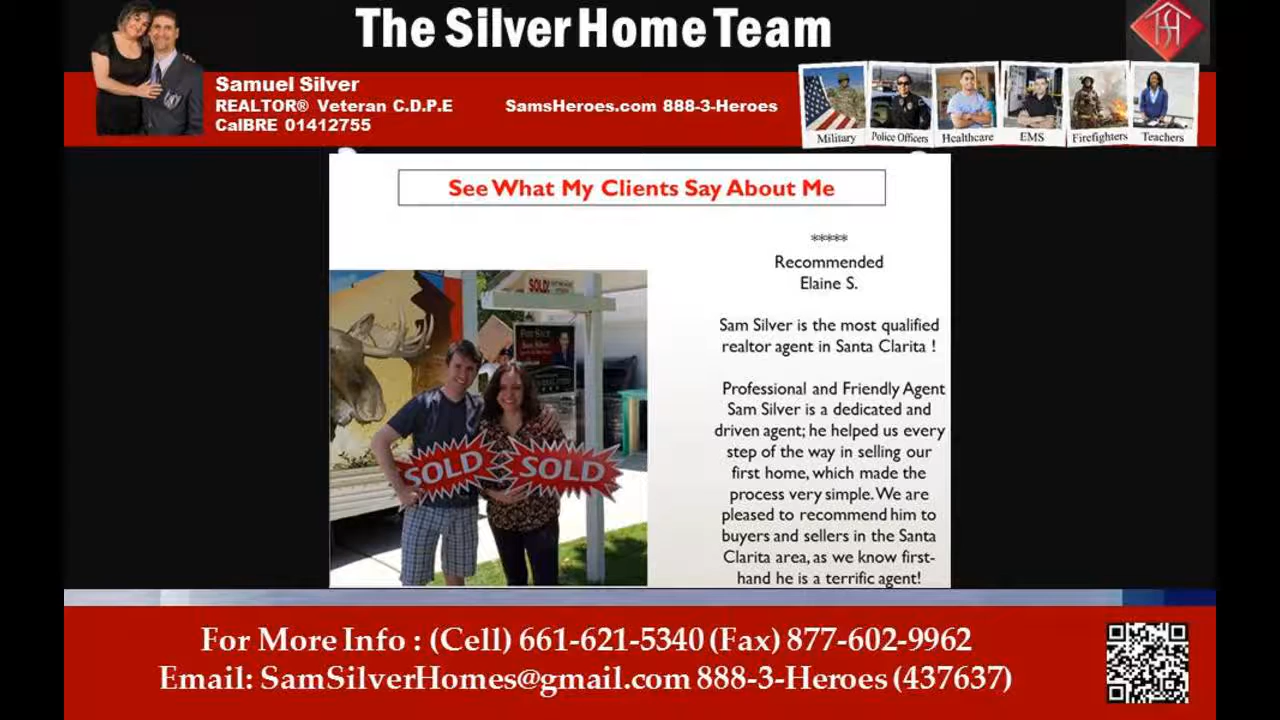 The Silver Home Team
Samuel Silver
REALTOR® Veteran C.D.P.E
SamsHeroes.com 888-3-Heroes
CalBRE 01412755
Military
Police Officers
Healthcare
EMS
Firefighters
Teachers
See What My Clients Say About Me
*****
Recommended
Elaine S.
Sam Silver is the most qualified
realtor agent in Santa Clarita !
Professional and Friendly Agent
Sam Silver is a dedicated and
driven agent; he helped us every
step of the way in selling our
first home, which made the
process very simple. We are
pleased to recommend him to
buyers and sellers in the Santa
Clarita area, as we know first-
hand he is a terrific agent!
SOLD!
FOR SALE
Sam Silver
SOLD
SOLD
For More Info : (Cell) 661-621-5340 (Fax) 877-602-9962
Email: SamSilverHomes@gmail.com 888-3-Heroes (437637)